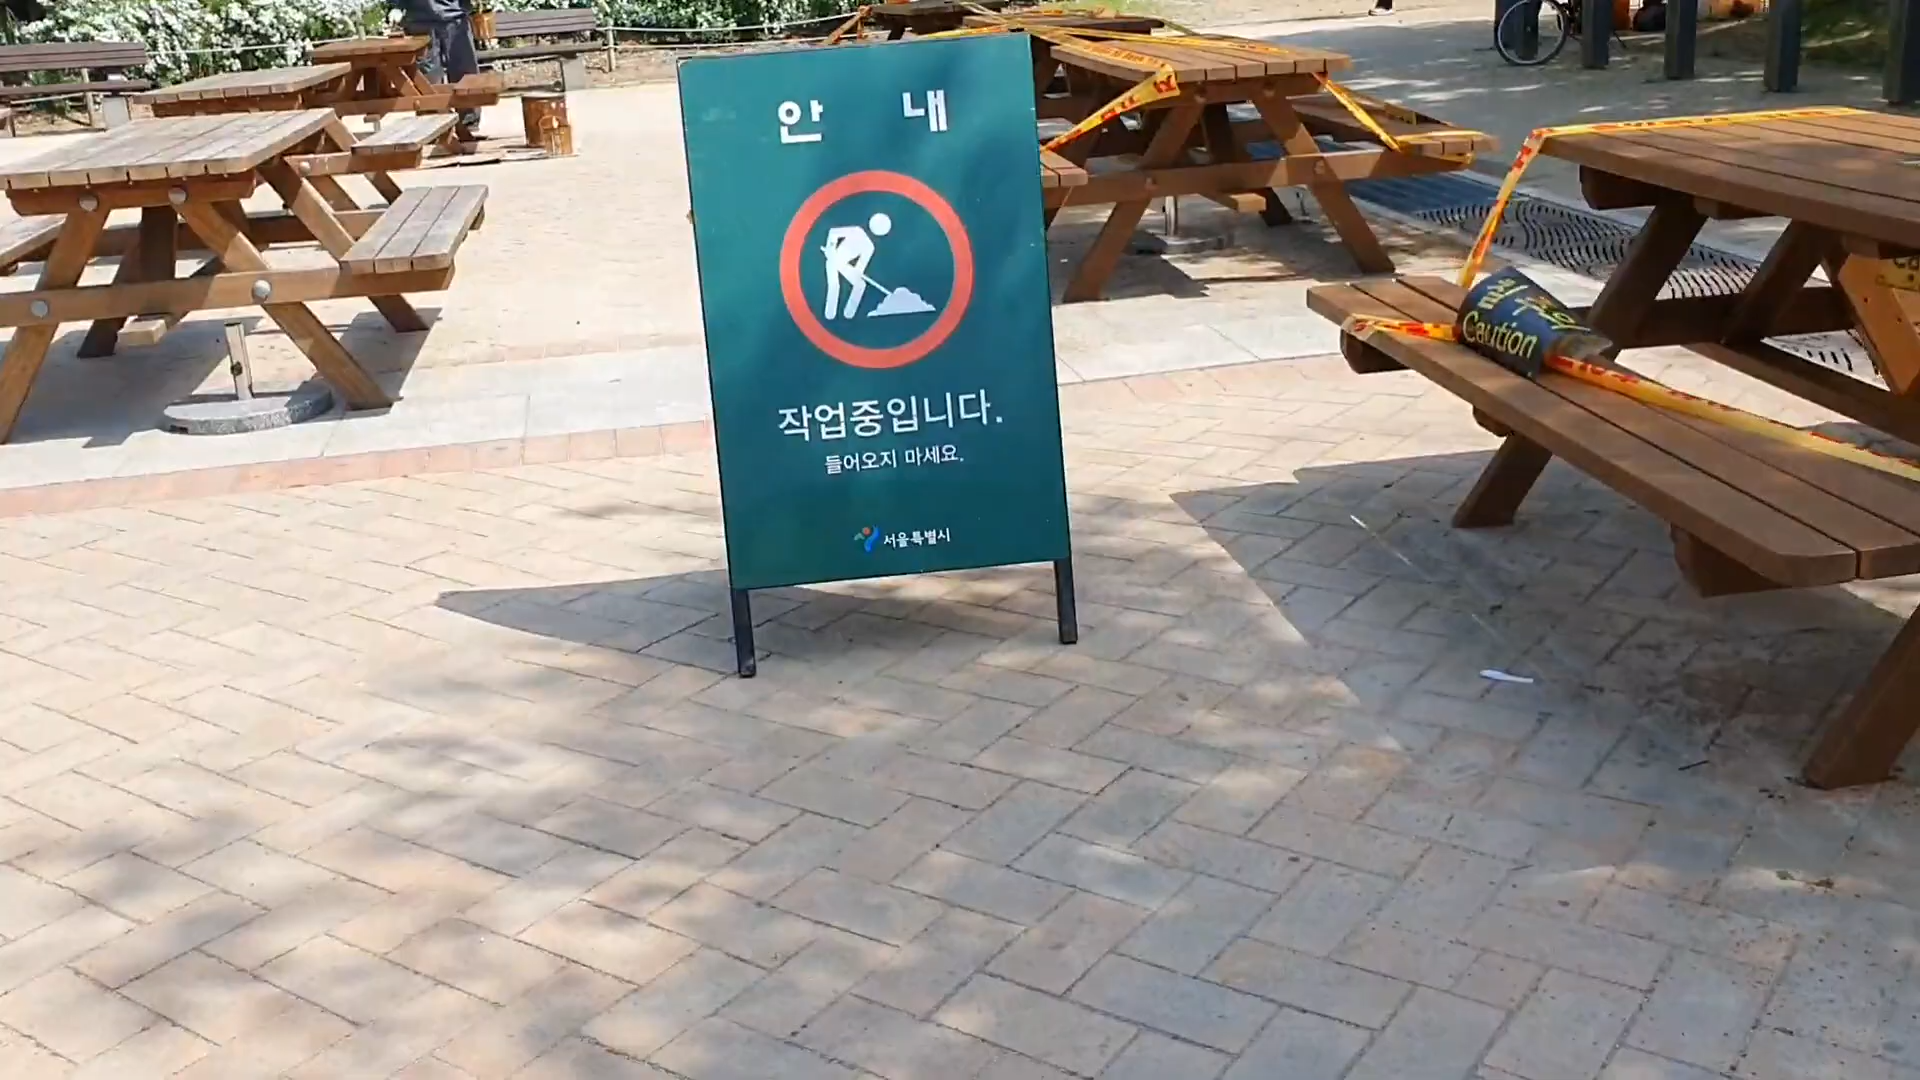 안 내
작업중입니다.
들어오지 마세요.
서울특별시
Caution